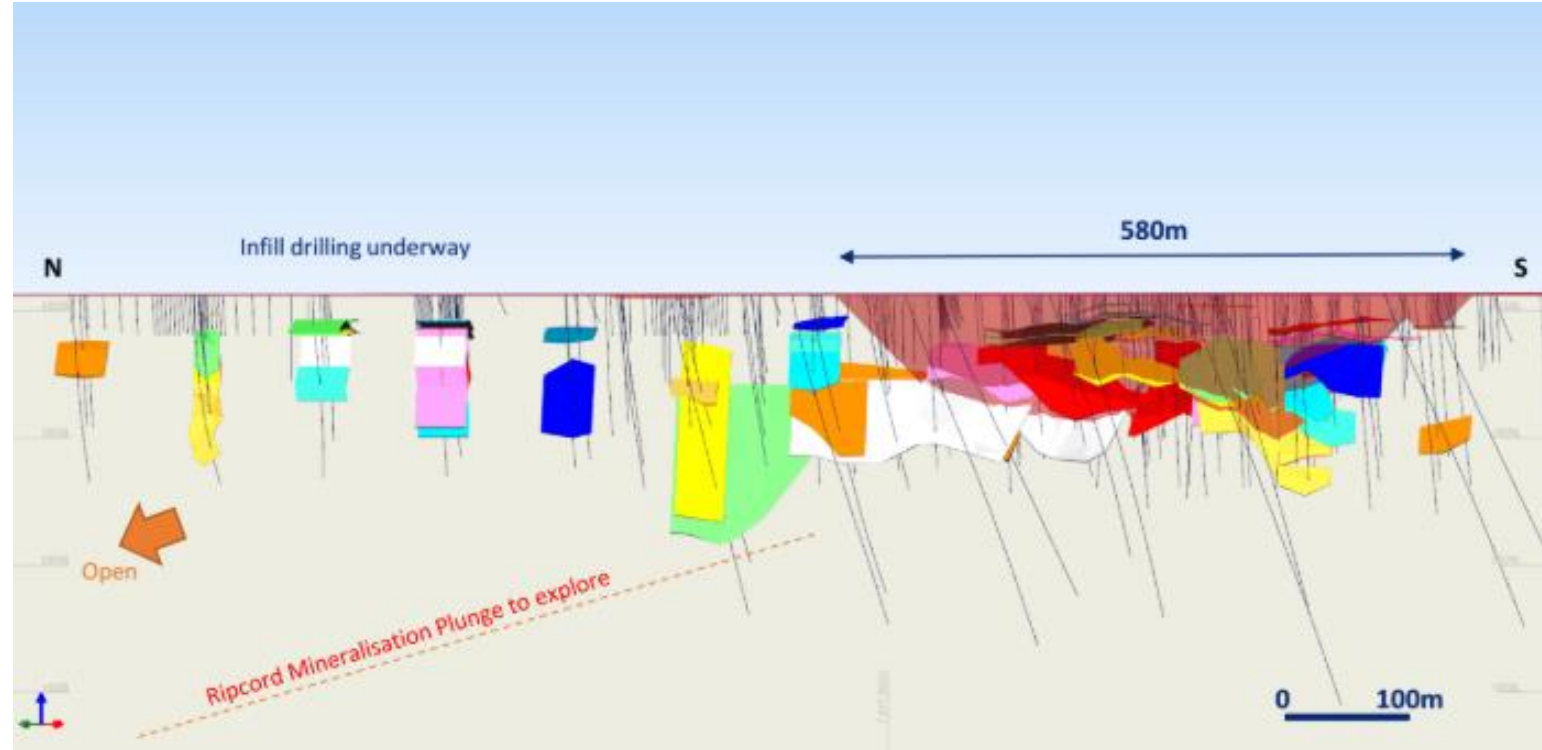 580m
Infill drilling underway
N
S
Open
Ripcord Mineralisation Plunge to explore
0 100m